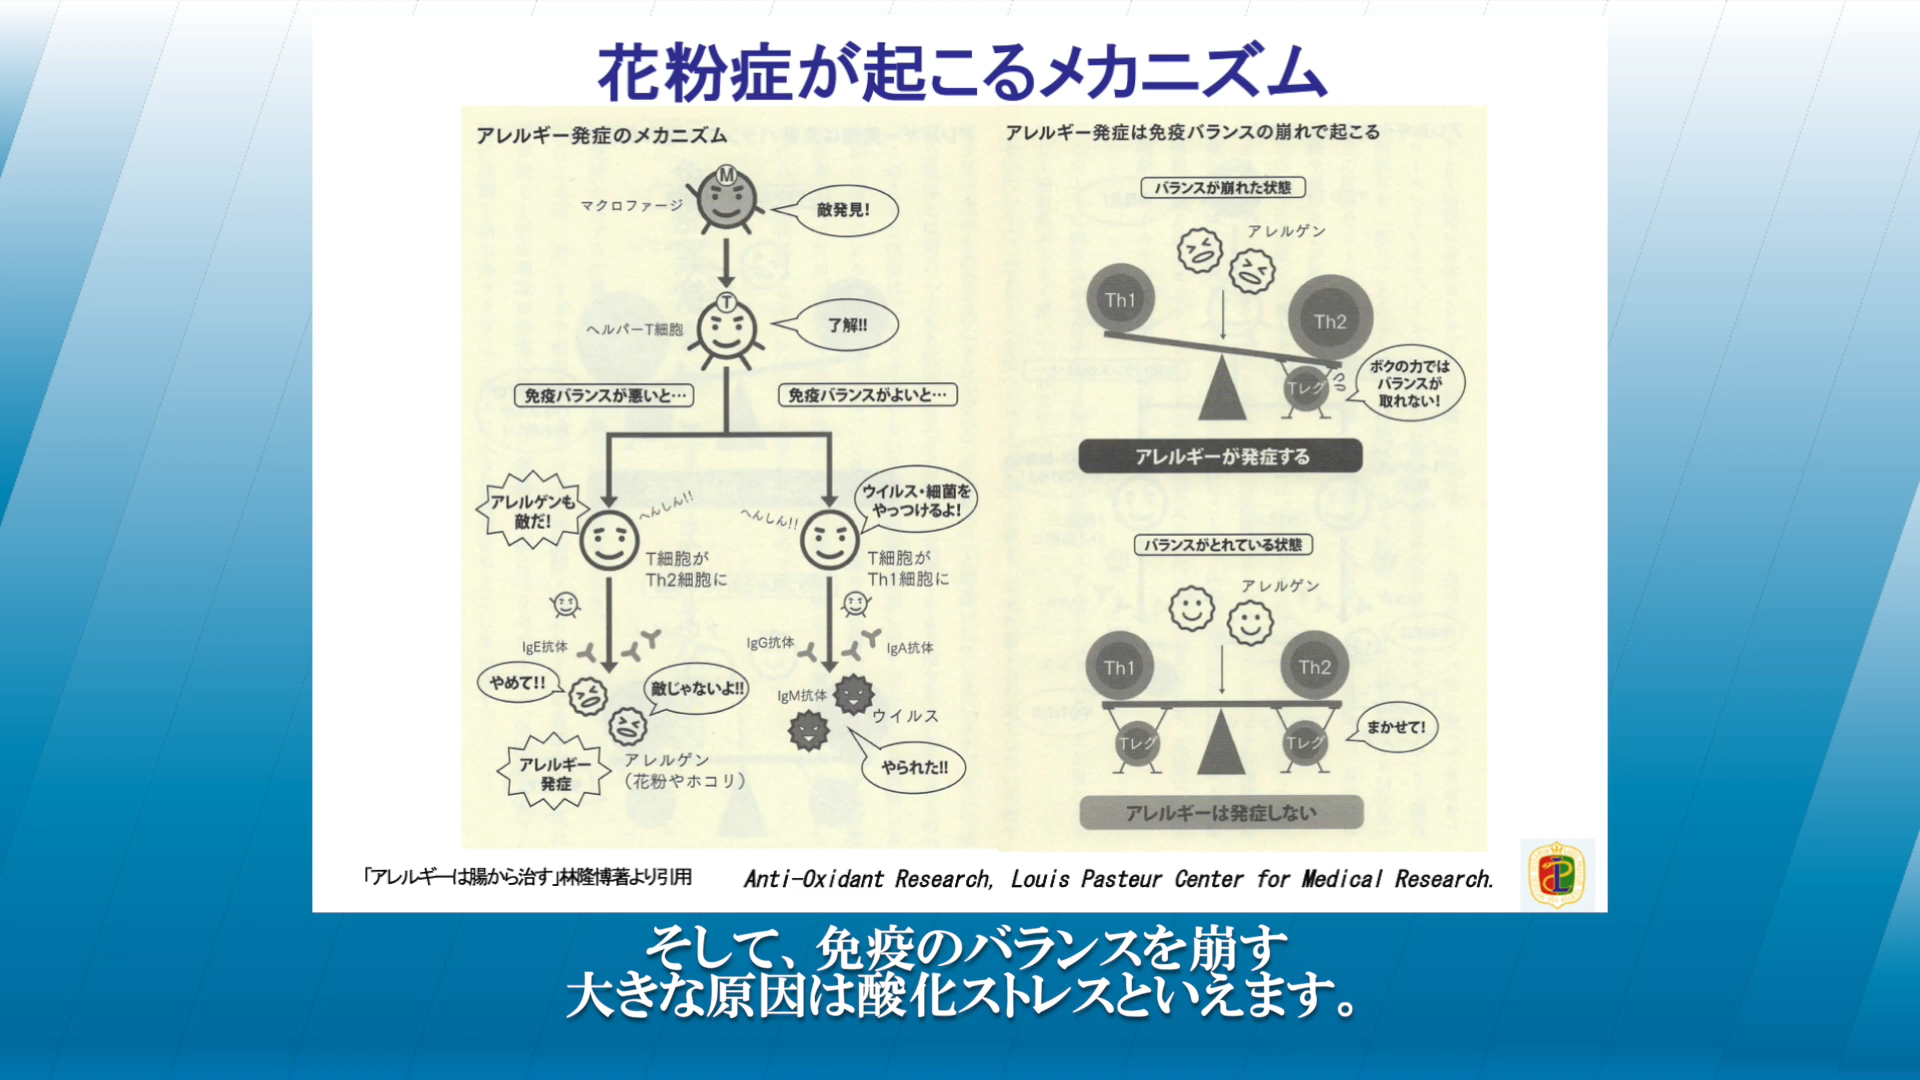 花粉症が起こるメカニズム
アレルギー発症のメカニズム
M
マクロファージ
敵発見!
T
ヘルパーT細胞
了解!!
免疫バランスが悪いと…
免疫バランスがよいと…
アレルゲンも
敵だ!
へんしん!!
T細胞が
Th2細胞に
へんしん!!
ウイルス・細菌を
やっつけるよ!
T細胞が
Th1細胞に
IgE抗体
やめて!!
敵じゃないよ!!
アレルギー
発症
アレルゲン
(花粉やホコリ)
IgG抗体
IgA抗体
IgM抗体
ウイルス
やられた!!
アレルギー発症は免疫バランスの崩れで起こる
バランスが崩れた状態
アレルゲン
Th1
Th2
Tレグ
ボクの力では
バランスが
取れない!
アレルギーが発症する
バランスがとれている状態
アレルゲン
Th1
Th2
Tレグ
Tレグ
まかせて!
アレルギーは発症しない
「アレルギーは腸から治す」林隆博著より引用
Anti-Oxidant Research, Louis Pasteur Center for Medical Research.
そして、免疫のバランスを崩す
大きな原因は酸化ストレスといえます。